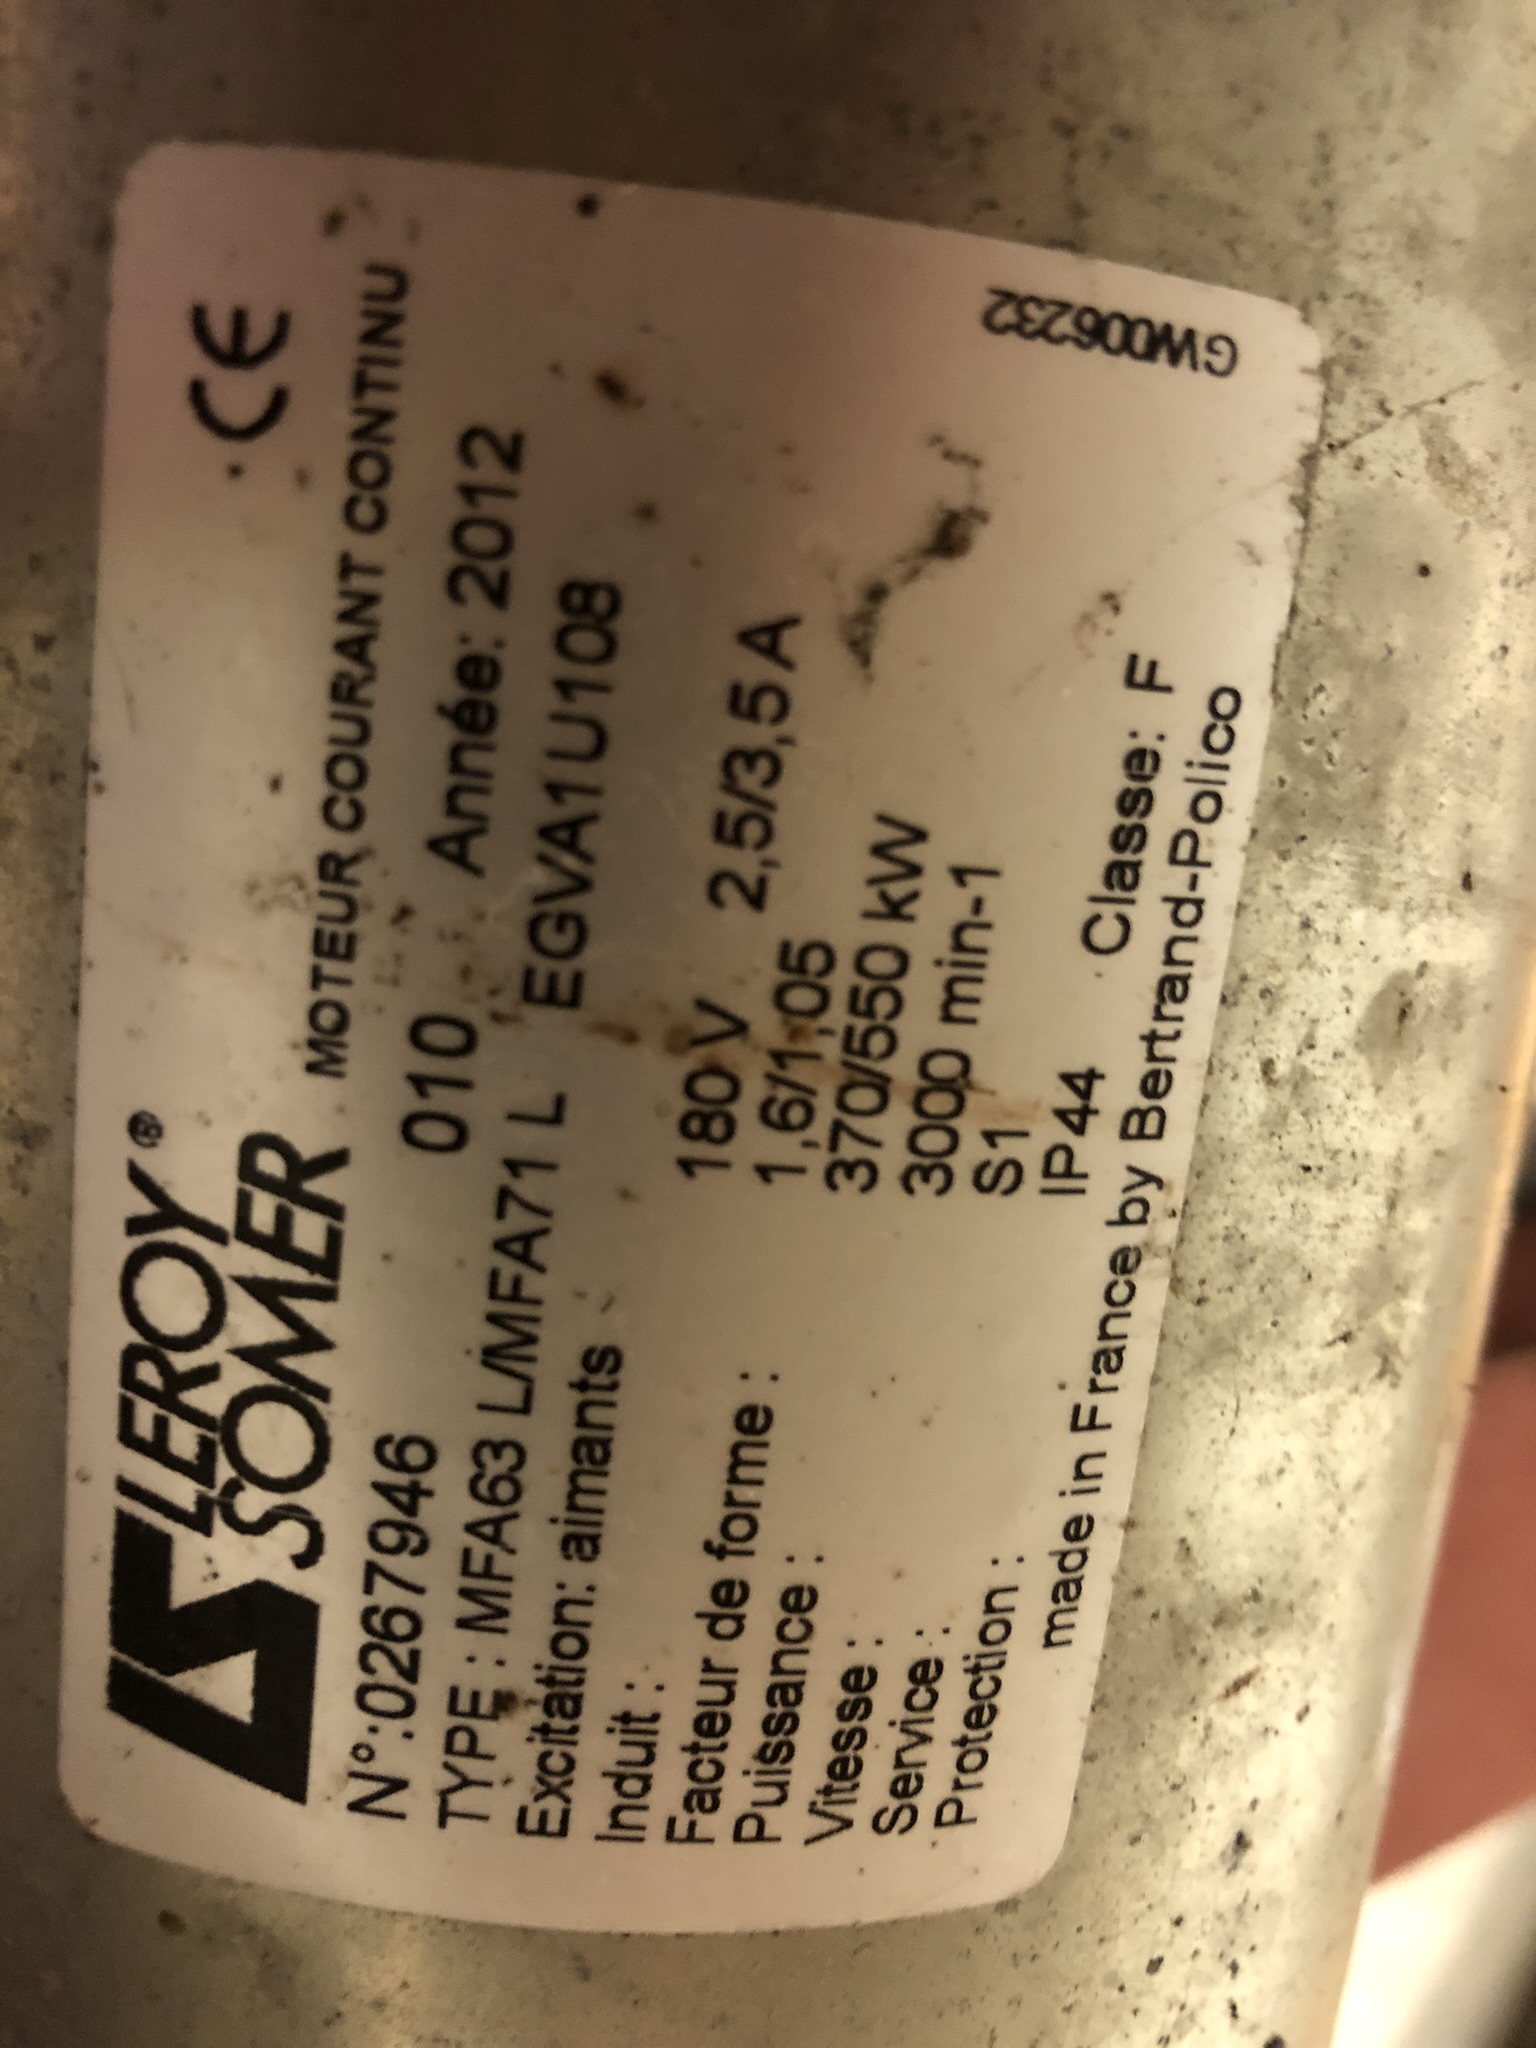 LEROY®
SOMER
CE
MOTEUR COURANT CONTINU
N°:0267946 010 Année: 2012
TYPE : MFA63 L/MFA71 L EGVA1U108
Excitation: aimants
Induit : 180 V 2,5/3,5 A
Facteur de forme : 1,6/1,05
Puissance : 370/550 kW
Vitesse : 3000 min-1
Service : S1
Protection : IP44 Classe: F
made in France by Bertrand-Polico
GW006232